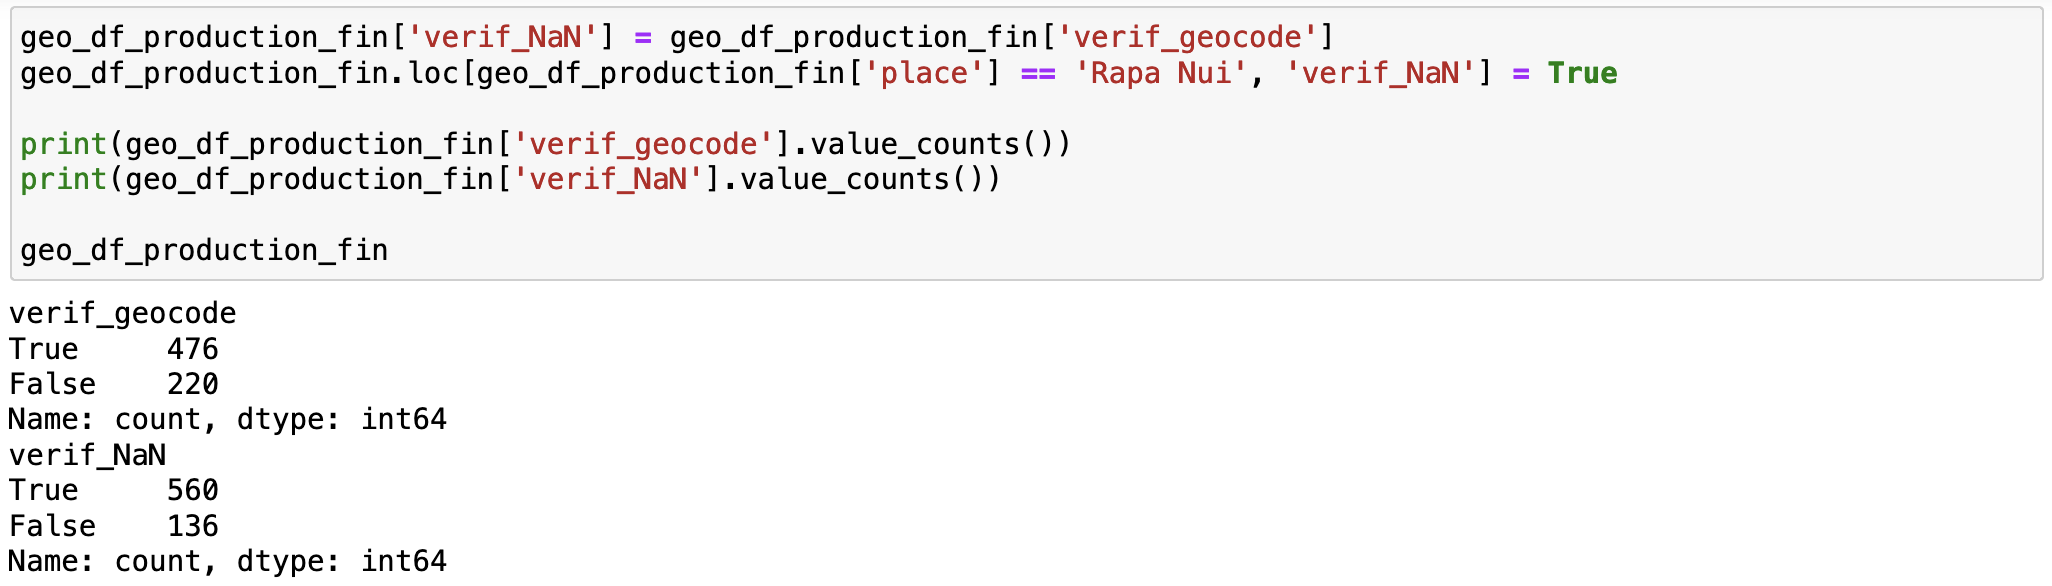 geo_df_production_fin['verif_NaN'] = geo_df_production_fin['verif_geocode']
geo_df_production_fin.loc[geo_df_production_fin['place'] == 'Rapa Nui', 'verif_NaN'] = True
print(geo_df_production_fin['verif_geocode'].value_counts())
print(geo_df_production_fin['verif_NaN'].value_counts())
geo_df_production_fin
verif_geocode
True     476
False    220
Name: count, dtype: int64
verif_NaN
True     560
False    136
Name: count, dtype: int64